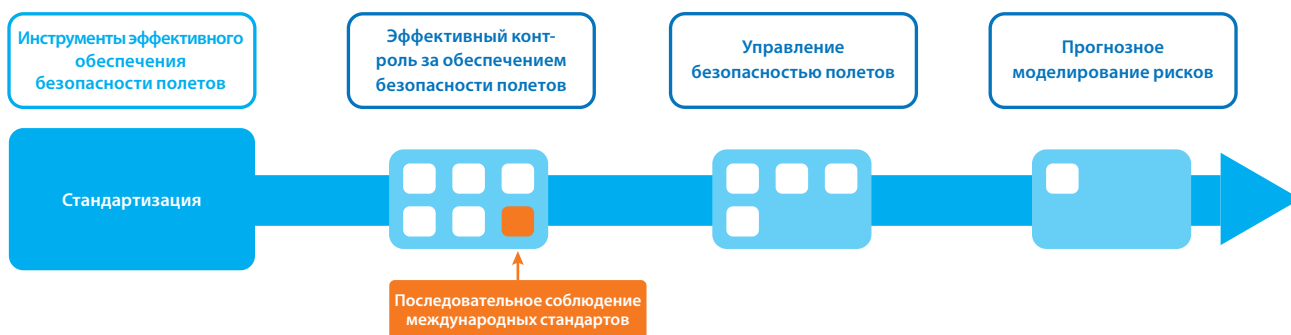 Инструменты эффективного
обеспечения
безопасности полетов
Эффективный конт-
роль за обеспечением
безопасности полетов
Управление
безопасностью полетов
Прогнозное
моделирование рисков
Стандартизация
Последовательное соблюдение
международных стандартов